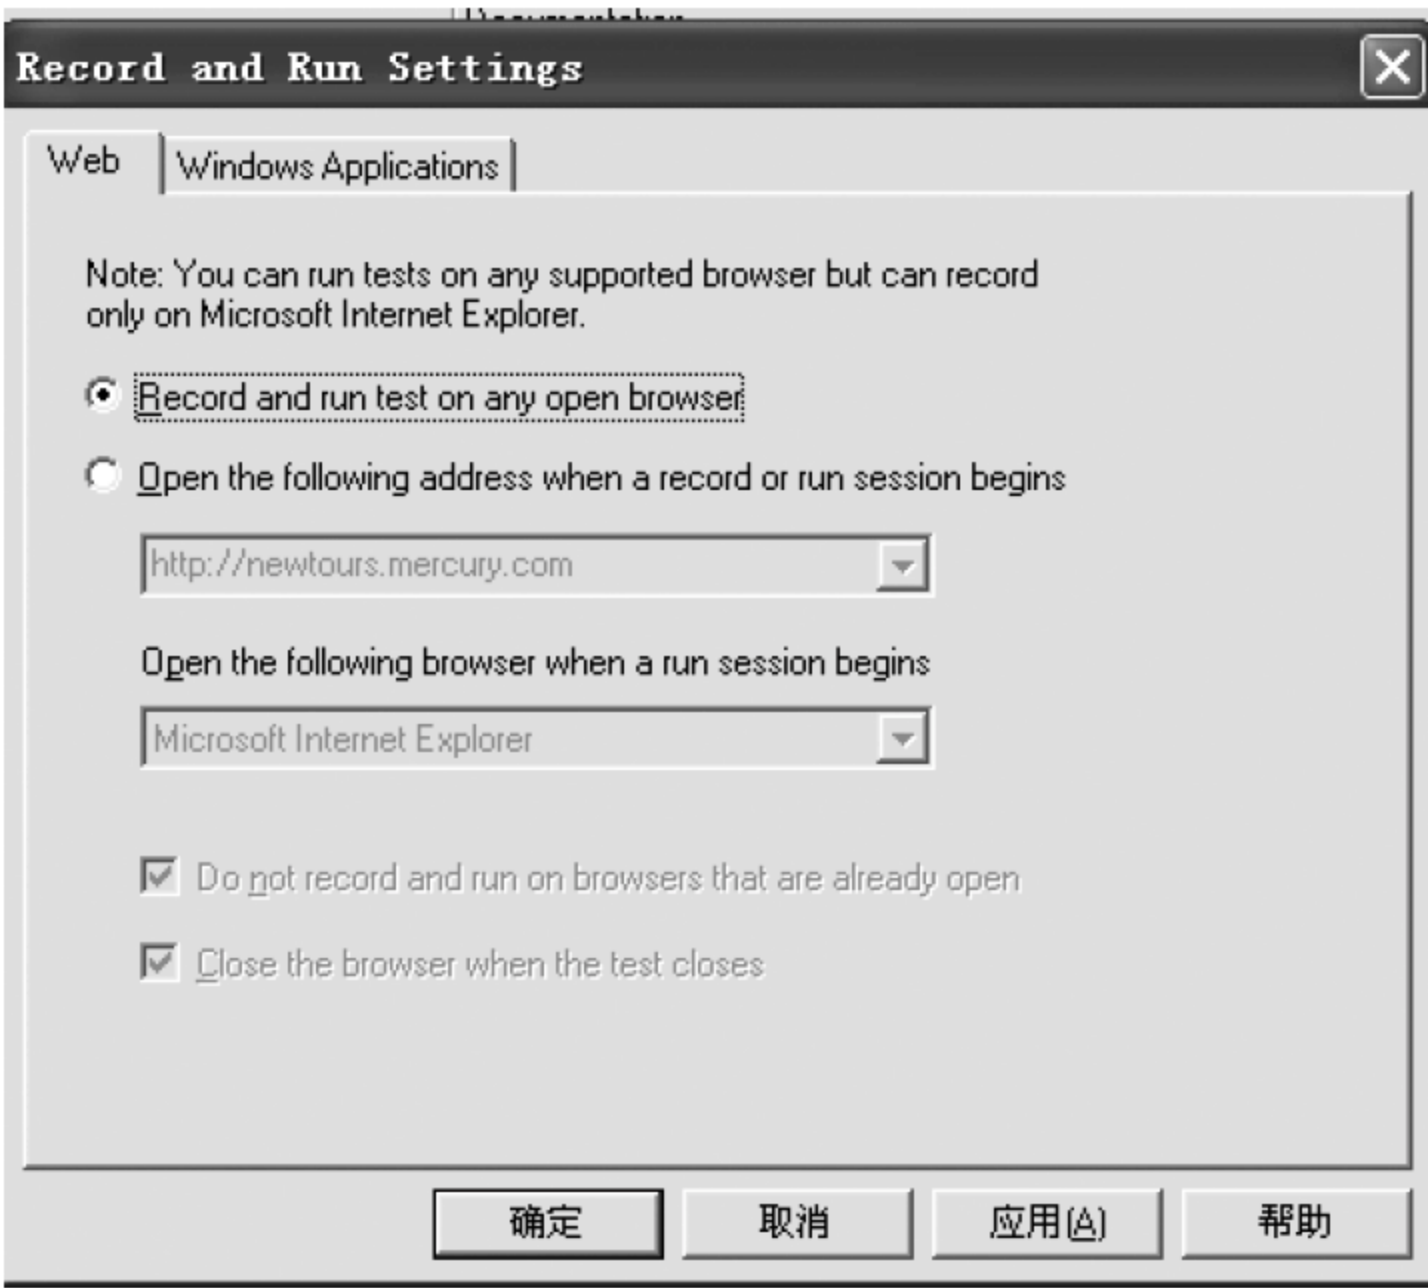 Record and Run Settings
Web
Windows Applications
Note: You can run tests on any supported browser but can record
only on Microsoft Internet Explorer.
Record and run test on any open browser
Open the following address when a record or run session begins
http://newtours.mercury.com
Open the following browser when a run session begins
Microsoft Internet Explorer
Do not record and run on browsers that are already open
Close the browser when the test closes
确定 取消 应用(A) 帮助